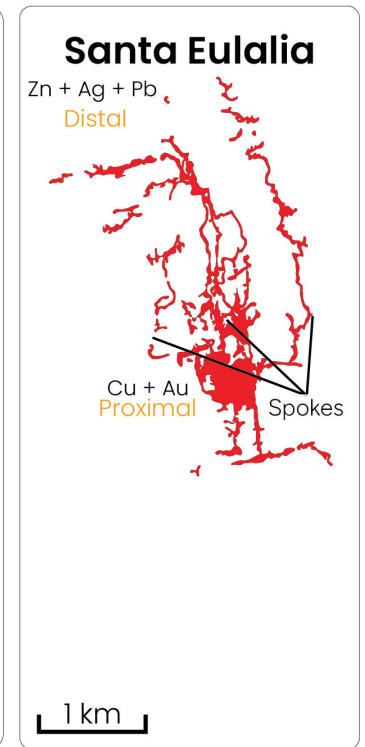 Santa Eulalia
Zn + Ag + Pb
Distal
Cu + Au
Proximal
Spokes
1 km